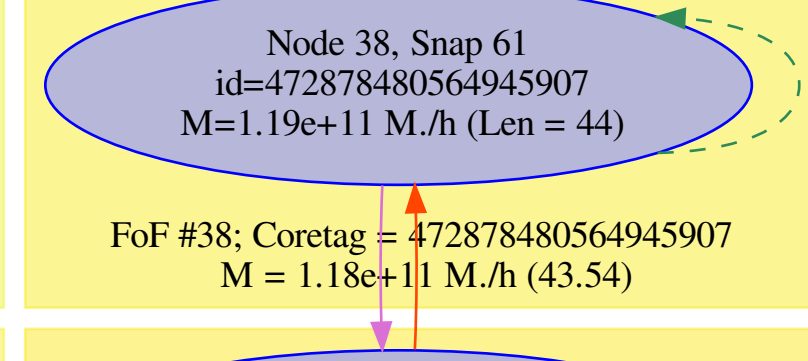 Node 38, Snap 61
id=472878480564945907
M=1.19e+11 M./h (Len = 44)
FoF #38; Coretag = 472878480564945907
M = 1.18e+11 M./h (43.54)